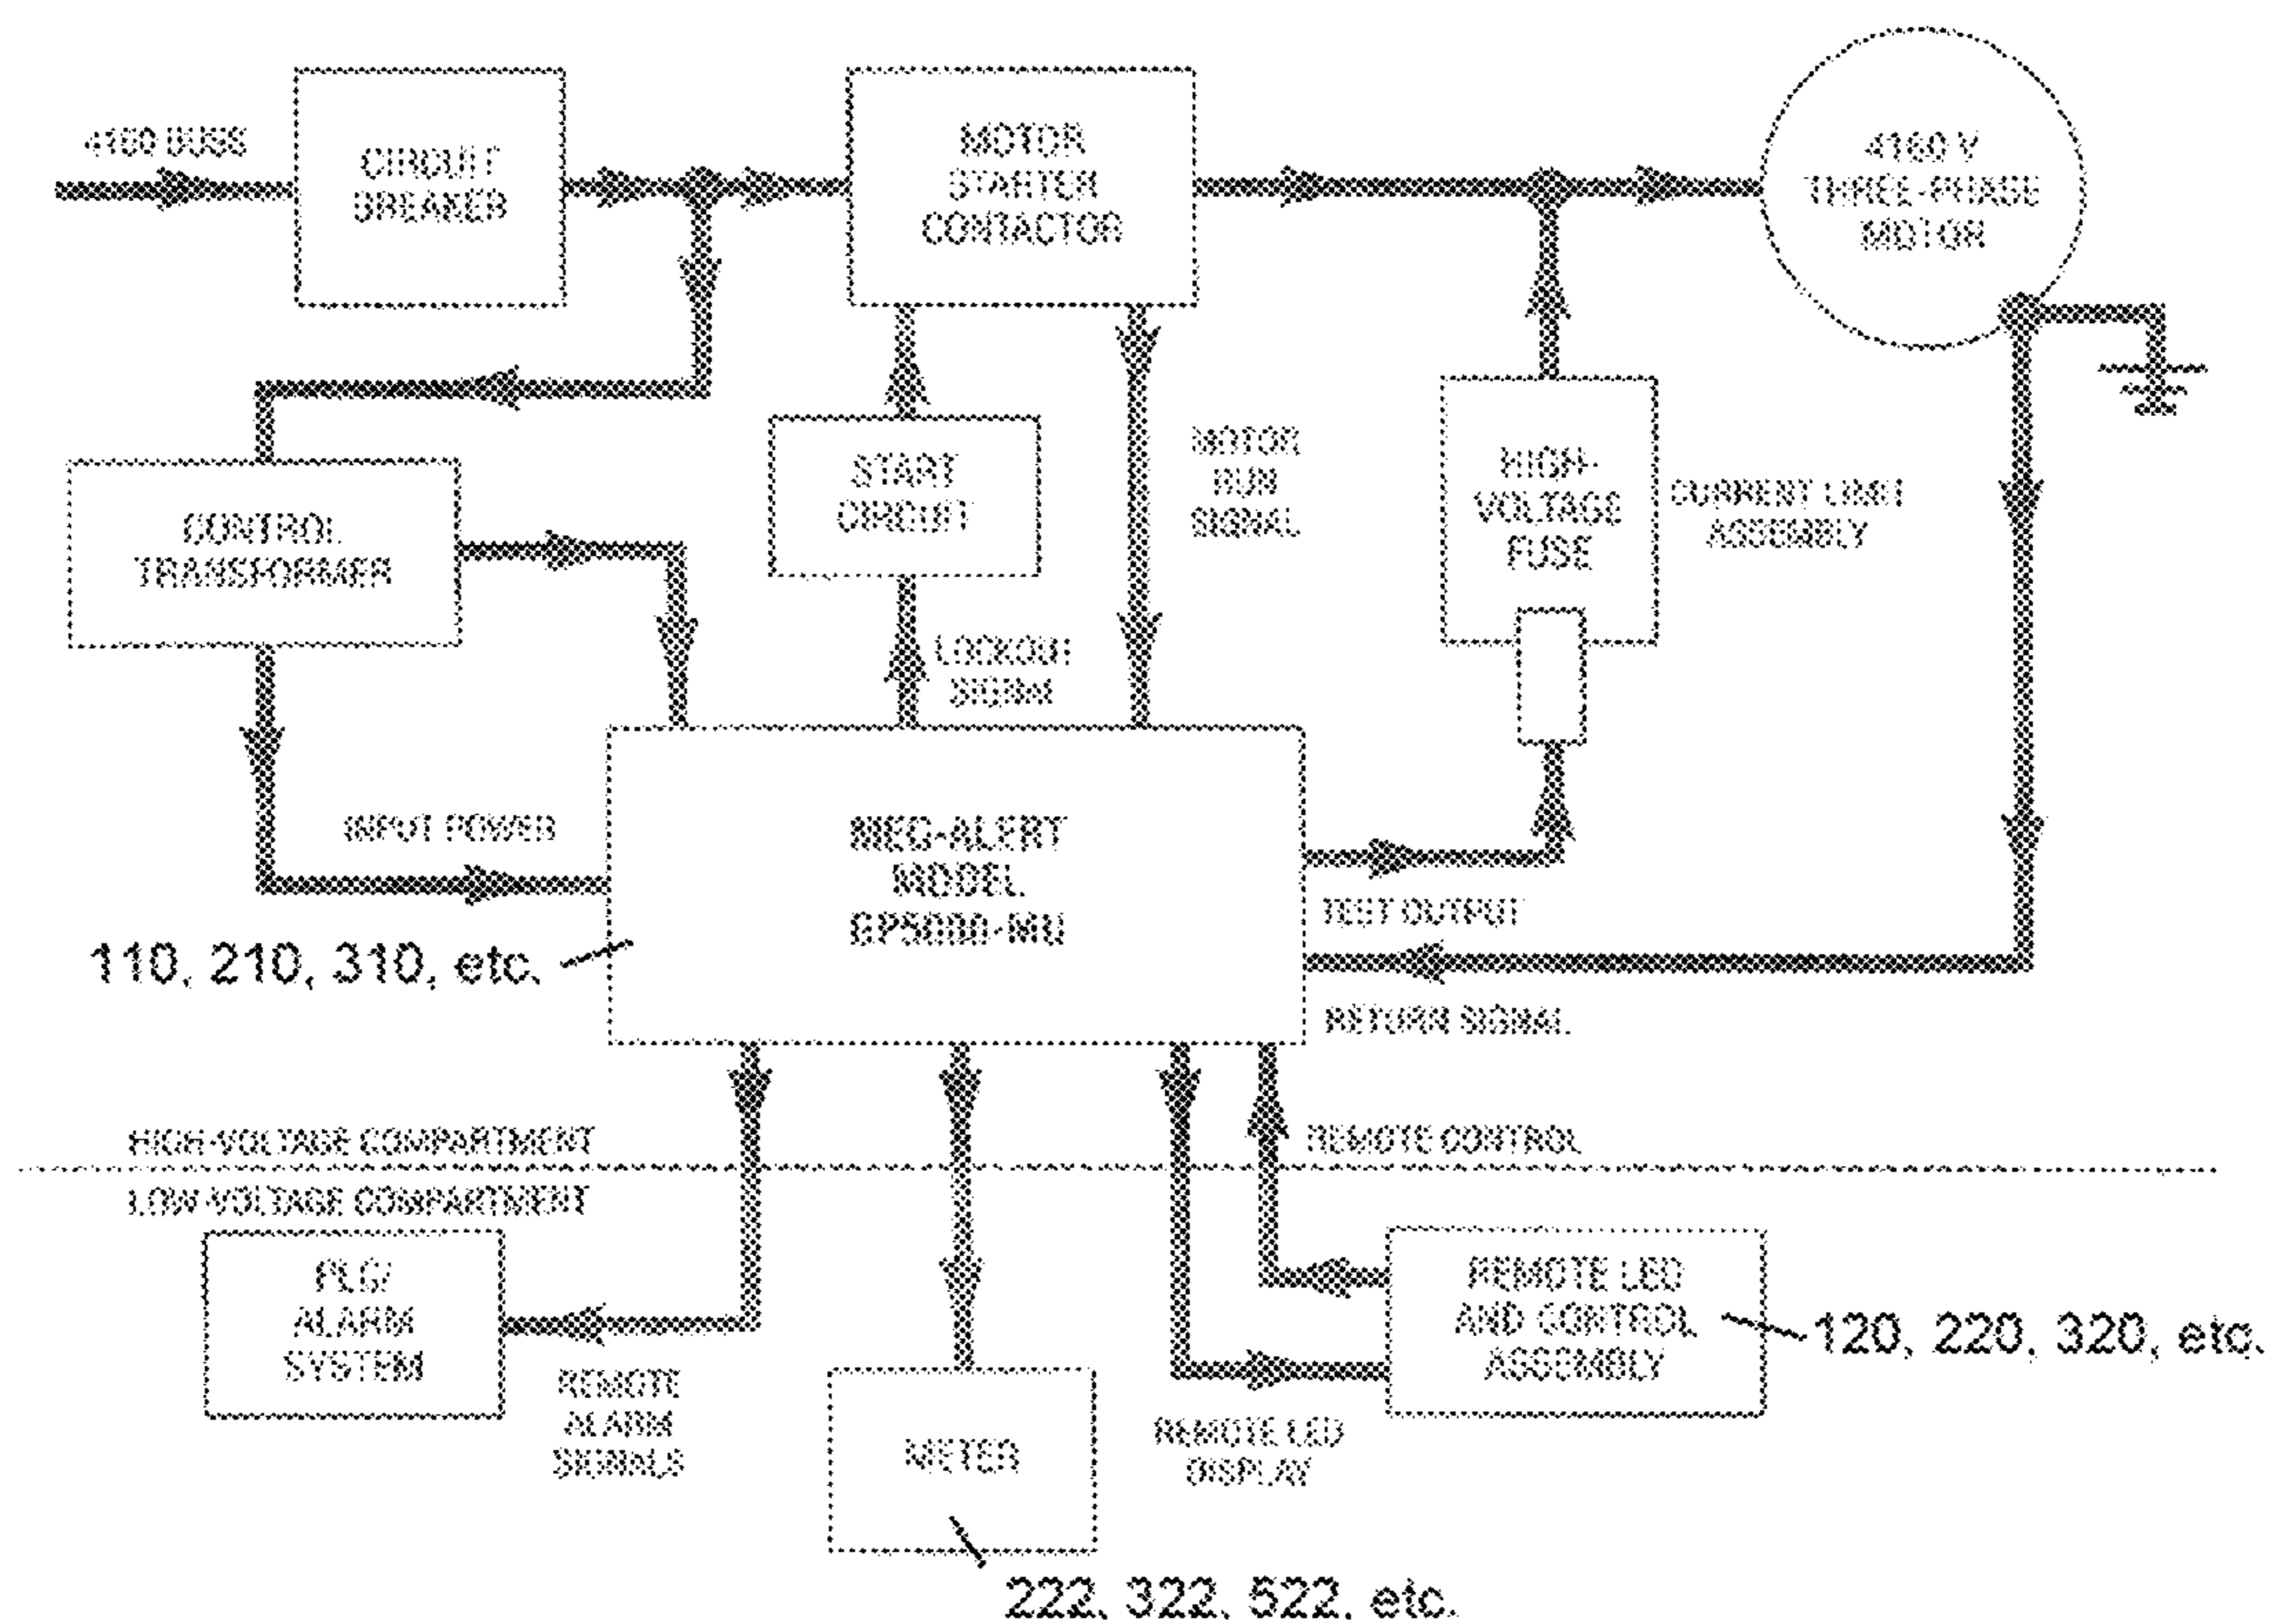 4160 BUSS
CIRCUIT
BREAKER
MOTOR
STARTER
CONTACTOR
4160 V
THREE-PHASE
MOTOR
CONTROL
TRANSFORMER
START
CIRCUIT
MOTOR
RUN
SIGNAL
HIGH-
VOLTAGE
FUSE
CURRENT LIMIT
ASSEMBLY
LOCKOUT
SIGNAL
INPUT POWER
MEG-ALERT
MODEL
GP5000-MU
TEST OUTPUT
RETURN SIGNAL
110, 210, 310, etc.
HIGH-VOLTAGE COMPARTMENT
REMOTE CONTROL
LOW-VOLTAGE COMPARTMENT
PLC/
ALARM
SYSTEM
REMOTE
ALARM
SIGNALS
METER
REMOTE LED
DISPLAY
REMOTE LED
AND CONTROL
ASSEMBLY
120, 220, 320, etc.
222, 322, 522, etc.